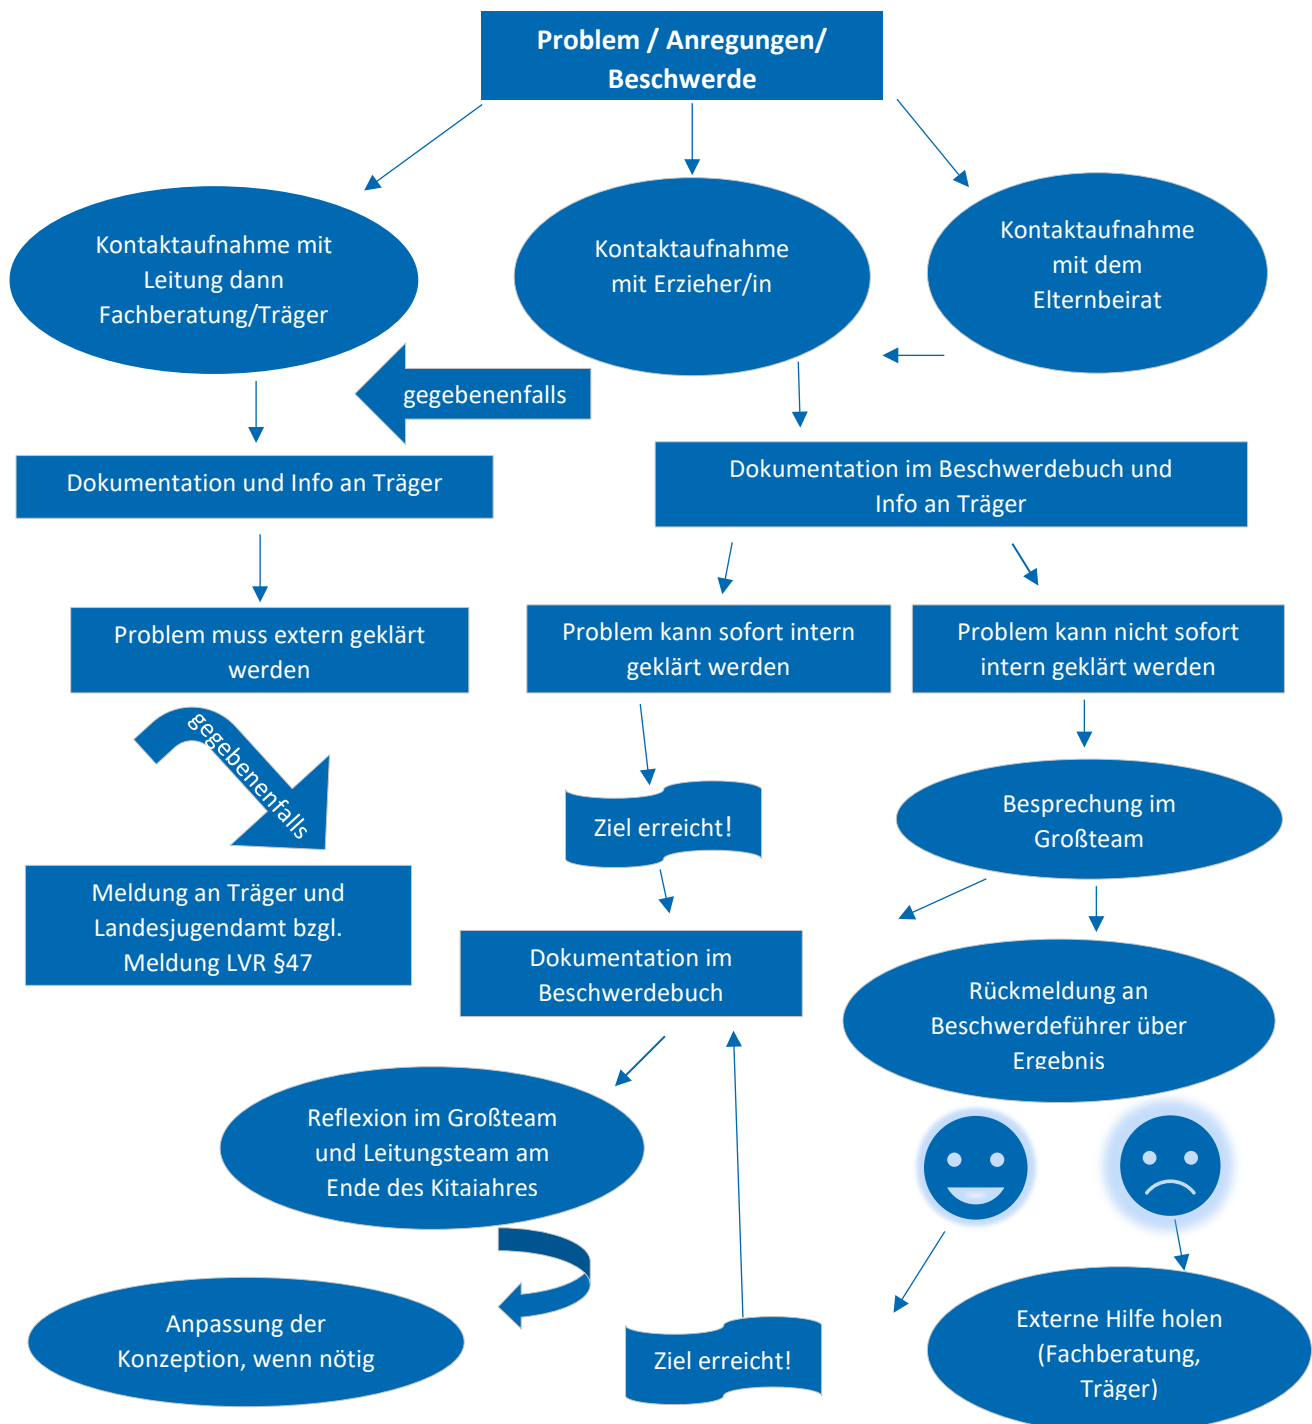 Problem / Anregungen/
Beschwerde
Kontaktaufnahme mit
Leitung dann
Fachberatung/Träger
Kontaktaufnahme
mit Erzieher/in
Kontaktaufnahme
mit dem
Elternbeirat
gegebenenfalls
Dokumentation und Info an Träger
Dokumentation im Beschwerdebuch und
Info an Träger
Problem muss extern geklärt
werden
Problem kann sofort intern
geklärt werden
Problem kann nicht sofort
intern geklärt werden
gegebenenfalls
Ziel erreicht!
Besprechung im
Großteam
Meldung an Träger und
Landesjugendamt bzgl.
Meldung LVR §47
Dokumentation im
Beschwerdebuch
Rückmeldung an
Beschwerdeführer über
Ergebnis
Reflexion im Großteam
und Leitungsteam am
Ende des Kitajahres
Anpassung der
Konzeption, wenn nötig
Ziel erreicht!
Externe Hilfe holen
(Fachberatung,
Träger)